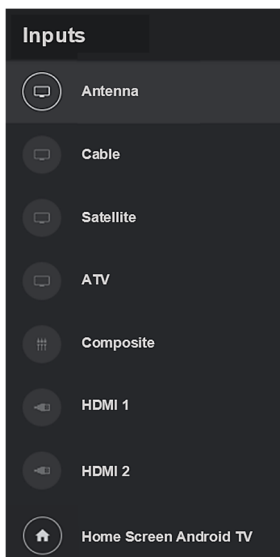 Inputs
Antenna
Cable
Satellite
ATV
Composite
HDMI 1
HDMI 2
Home Screen Android TV